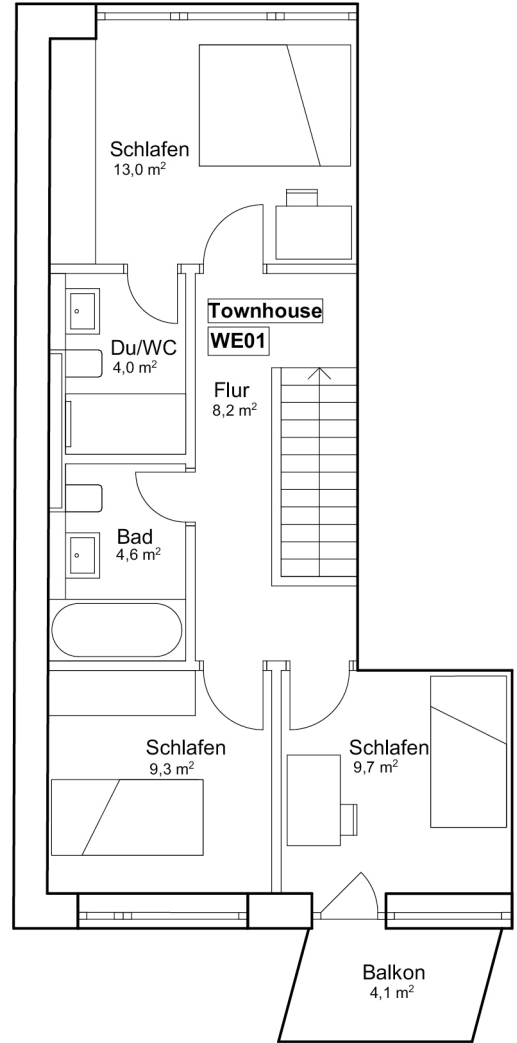 Schlafen
13,0 m²
Townhouse
WE01
Du/WC
4,0 m²
Flur
8,2 m²
Bad
4,6 m²
Schlafen
9,3 m²
Schlafen
9,7 m²
Balkon
4,1 m²